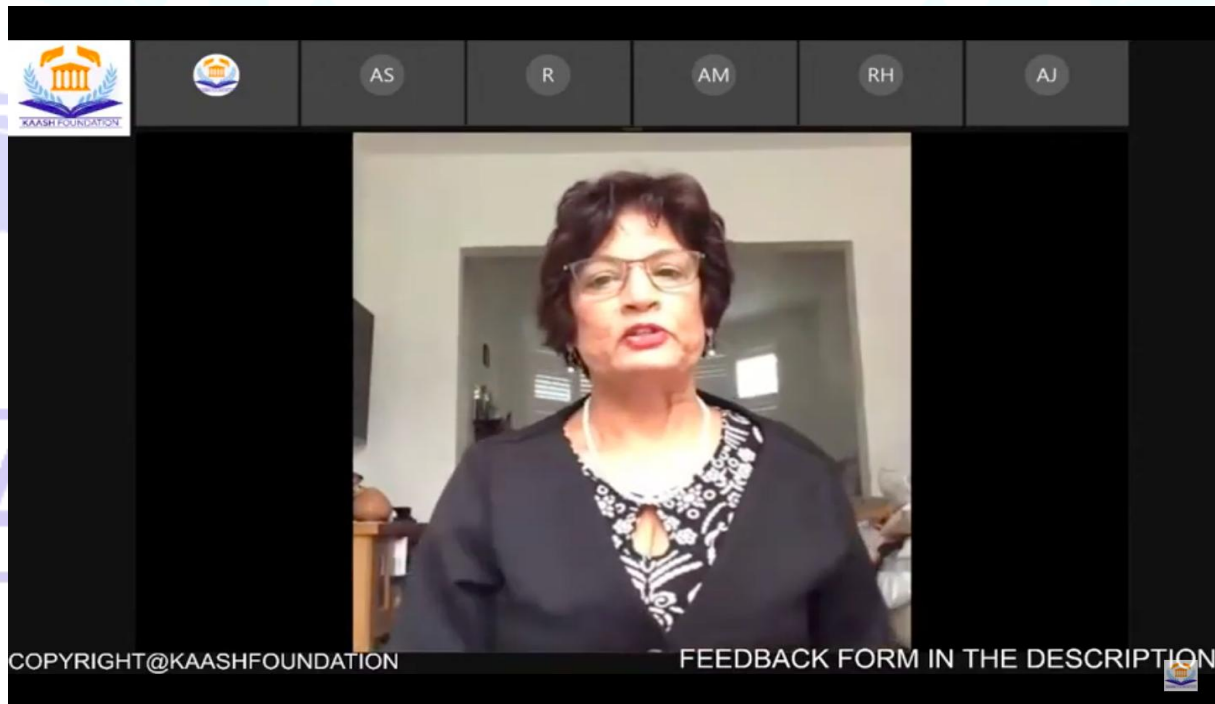 KAASH FOUNDATION
AS
R
AM
RH
AJ
COPYRIGHT@KAASHFOUNDATION
FEEDBACK FORM IN THE DESCRIPTION